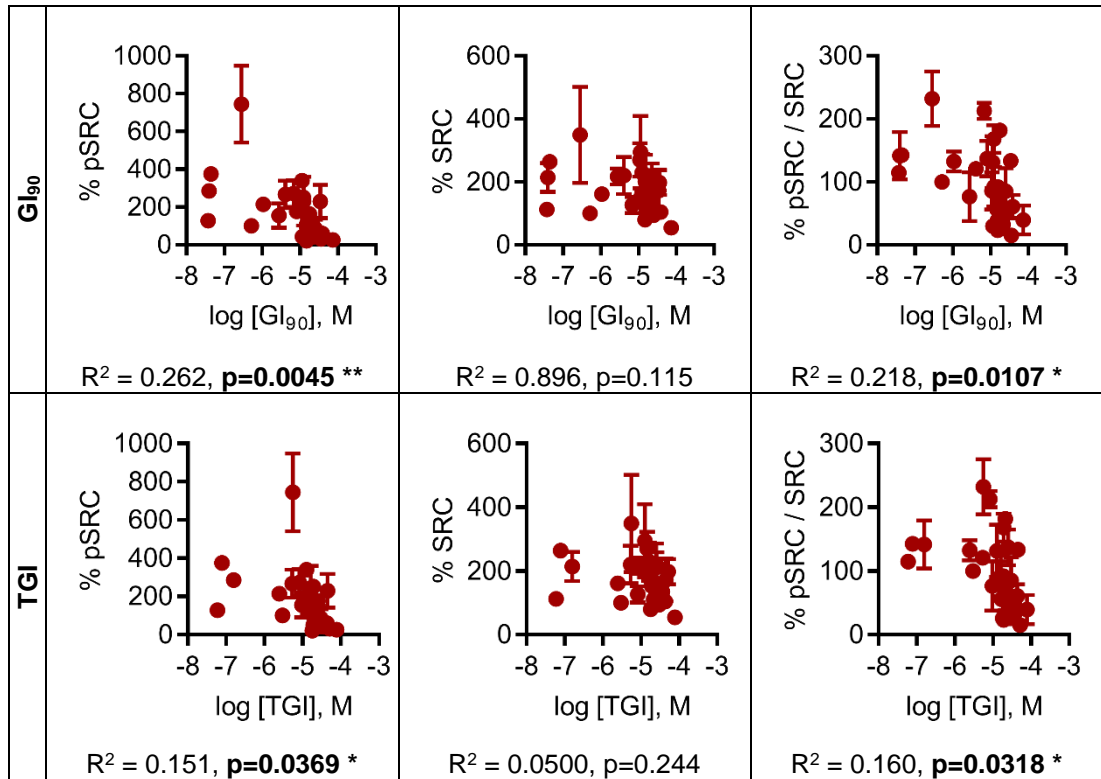 GI₉₀
% pSRC
1000
800
600
400
200
0
-8 -7 -6 -5 -4 -3
log [GI₉₀], M
R² = 0.262, p=0.0045 **
% SRC
600
400
200
0
-8 -7 -6 -5 -4 -3
log [GI₉₀], M
R² = 0.896, p=0.115
% pSRC / SRC
300
200
100
0
-8 -7 -6 -5 -4 -3
log [GI₉₀], M
R² = 0.218, p=0.0107 *
TGI
% pSRC
1000
800
600
400
200
0
-8 -7 -6 -5 -4 -3
log [TGI], M
R² = 0.151, p=0.0369 *
% SRC
600
400
200
0
-8 -7 -6 -5 -4 -3
log [TGI], M
R² = 0.0500, p=0.244
% pSRC / SRC
300
200
100
0
-8 -7 -6 -5 -4 -3
log [TGI], M
R² = 0.160, p=0.0318 *